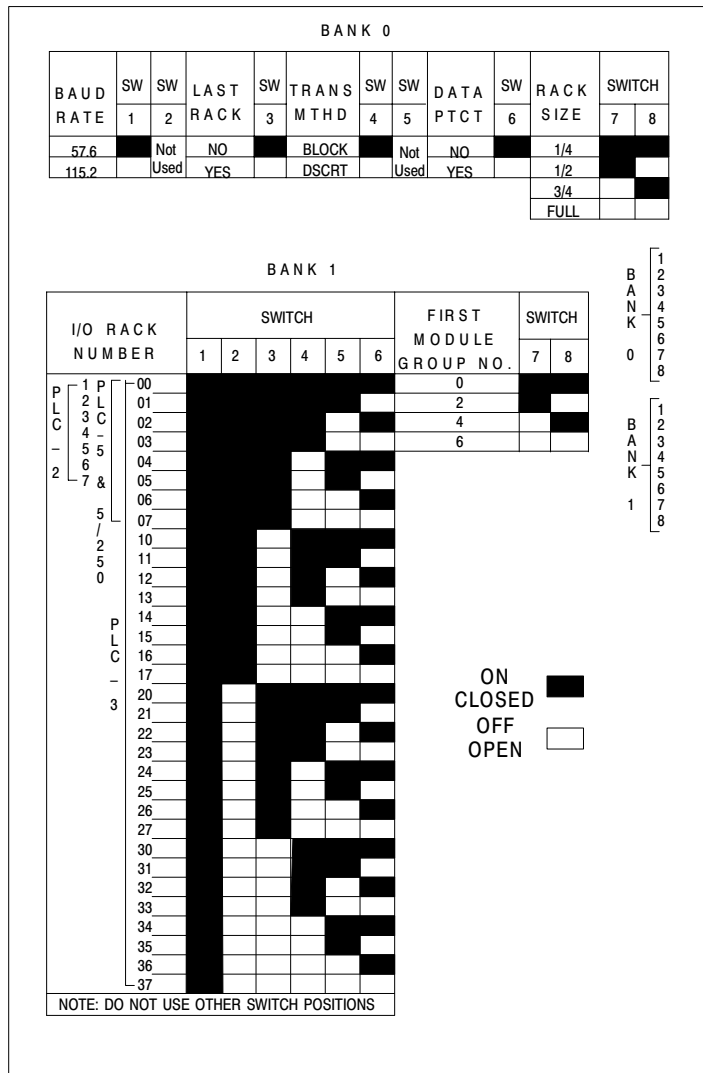 BANK 0
BAUD RATE SW 1 SW 2 LAST RACK SW 3 TRANS MTHD SW 4 SW 5 DATA PTCT SW 6 RACK SIZE SWITCH 7 8
57.6 Not NO BLOCK Not NO 1/4
115.2 Used YES DSCRT Used YES 1/2
3/4
FULL
BANK 1
I/O RACK NUMBER SWITCH 1 2 3 4 5 6 FIRST MODULE GROUP NO. SWITCH 7 8
PLC-2 1 2 3 4 5 6 7
PLC-5 & 5/250
PLC-3
00 0
01 2
02 4
03 6
04
05
06
07
10
11
12
13
14
15
16
17
20
21
22
23
24
25
26
27
30
31
32
33
34
35
36
37
NOTE: DO NOT USE OTHER SWITCH POSITIONS
BANK 0 1 2 3 4 5 6 7 8
BANK 1 1 2 3 4 5 6 7 8
ON
CLOSED
OFF
OPEN